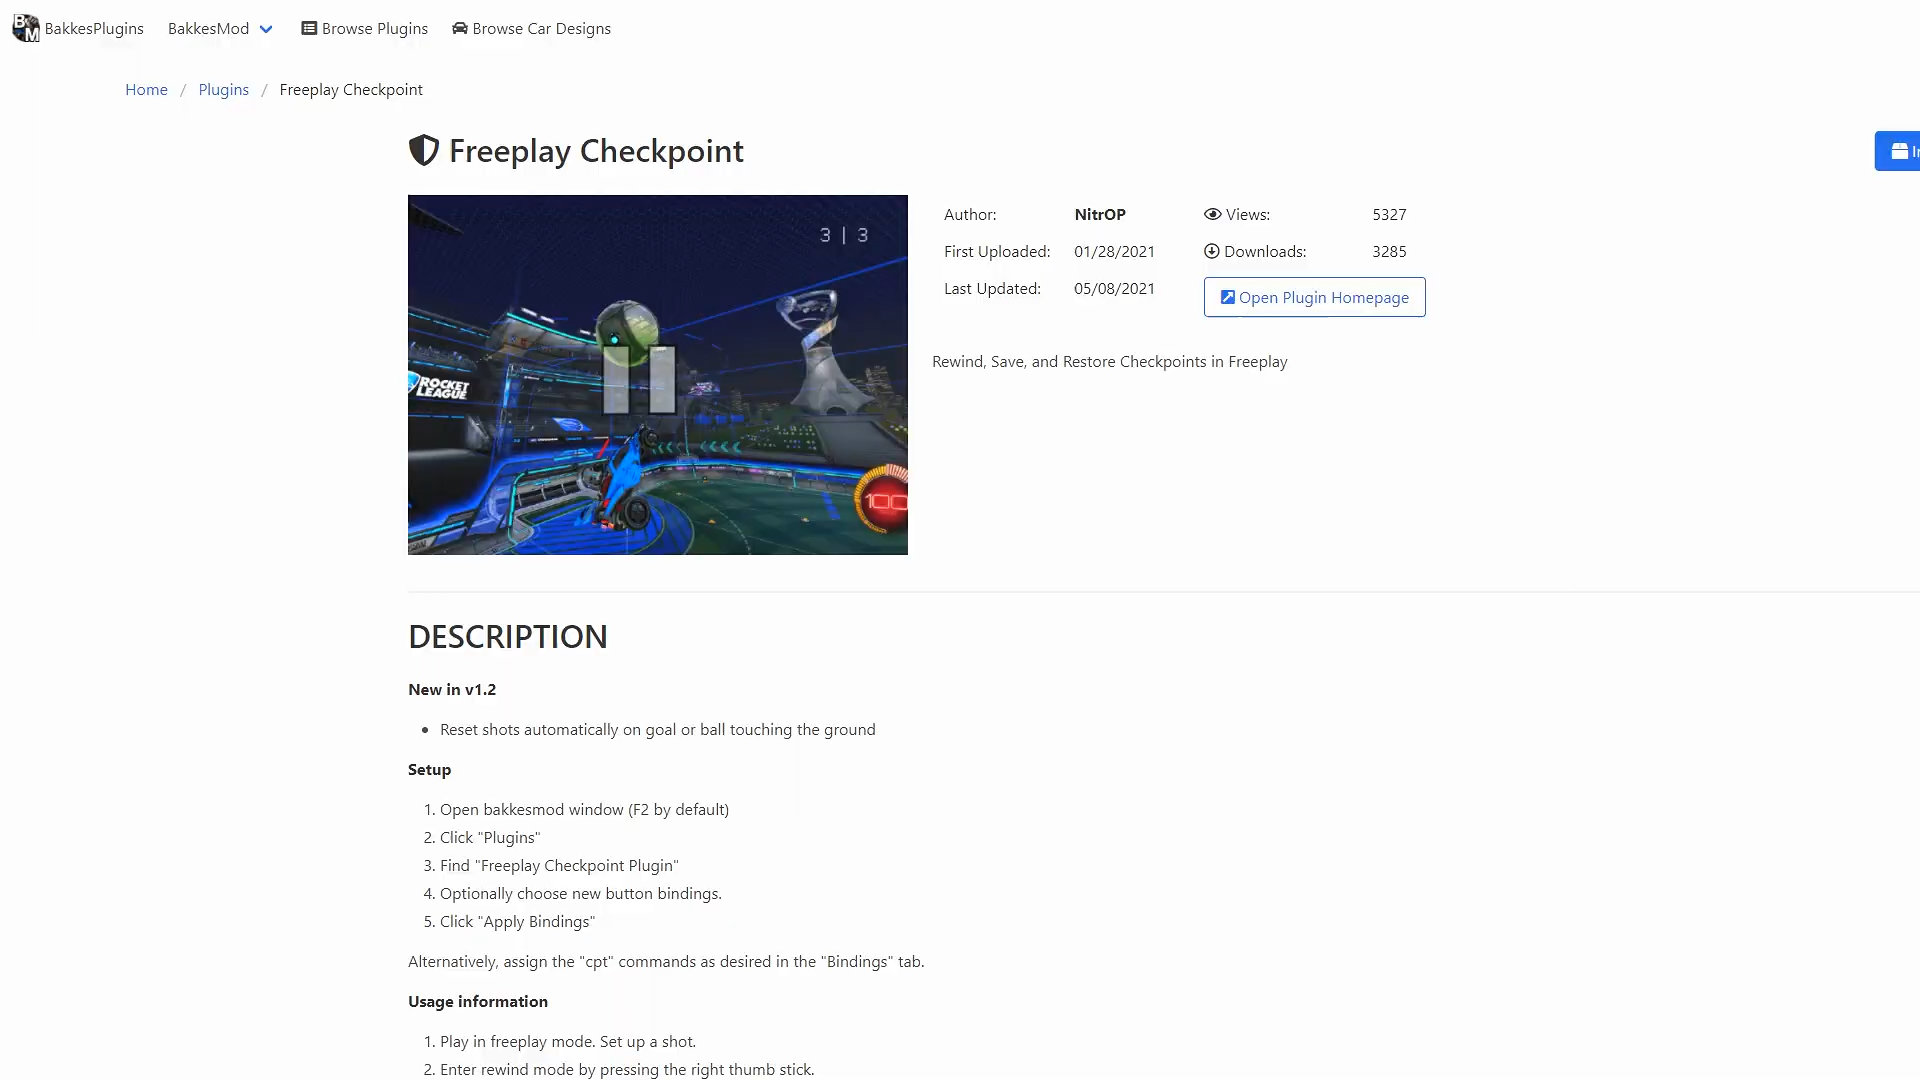 BakkesPlugins BakkesMod Browse Plugins Browse Car Designs
Home / Plugins / Freeplay Checkpoint
Freeplay Checkpoint
3 | 3
ROCKET
LEAGUE
100
Author: NitrOP Views: 5327
First Uploaded: 01/28/2021 Downloads: 3285
Last Updated: 05/08/2021
Open Plugin Homepage
Rewind, Save, and Restore Checkpoints in Freeplay
DESCRIPTION
New in v1.2
• Reset shots automatically on goal or ball touching the ground
Setup
1. Open bakkesmod window (F2 by default)
2. Click "Plugins"
3. Find "Freeplay Checkpoint Plugin"
4. Optionally choose new button bindings.
5. Click "Apply Bindings"
Alternatively, assign the "cpt" commands as desired in the "Bindings" tab.
Usage information
1. Play in freeplay mode. Set up a shot.
2. Enter rewind mode by pressing the right thumb stick.